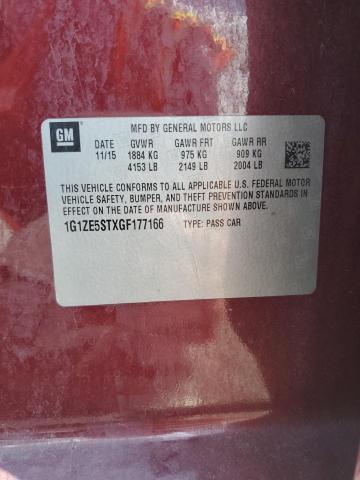 GM
MFD BY GENERAL MOTORS LLC
DATE GVWR GAWR FRT GAWR RR
11/15 1884 KG 975 KG 909 KG
4153 LB 2149 LB 2004 LB
THIS VEHICLE CONFORMS TO ALL APPLICABLE U.S. FEDERAL MOTOR
VEHICLE SAFETY, BUMPER, AND THEFT PREVENTION STANDARDS IN
EFFECT ON THE DATE OF MANUFACTURE SHOWN ABOVE.
1G1ZE5STXGF177166 TYPE: PASS CAR